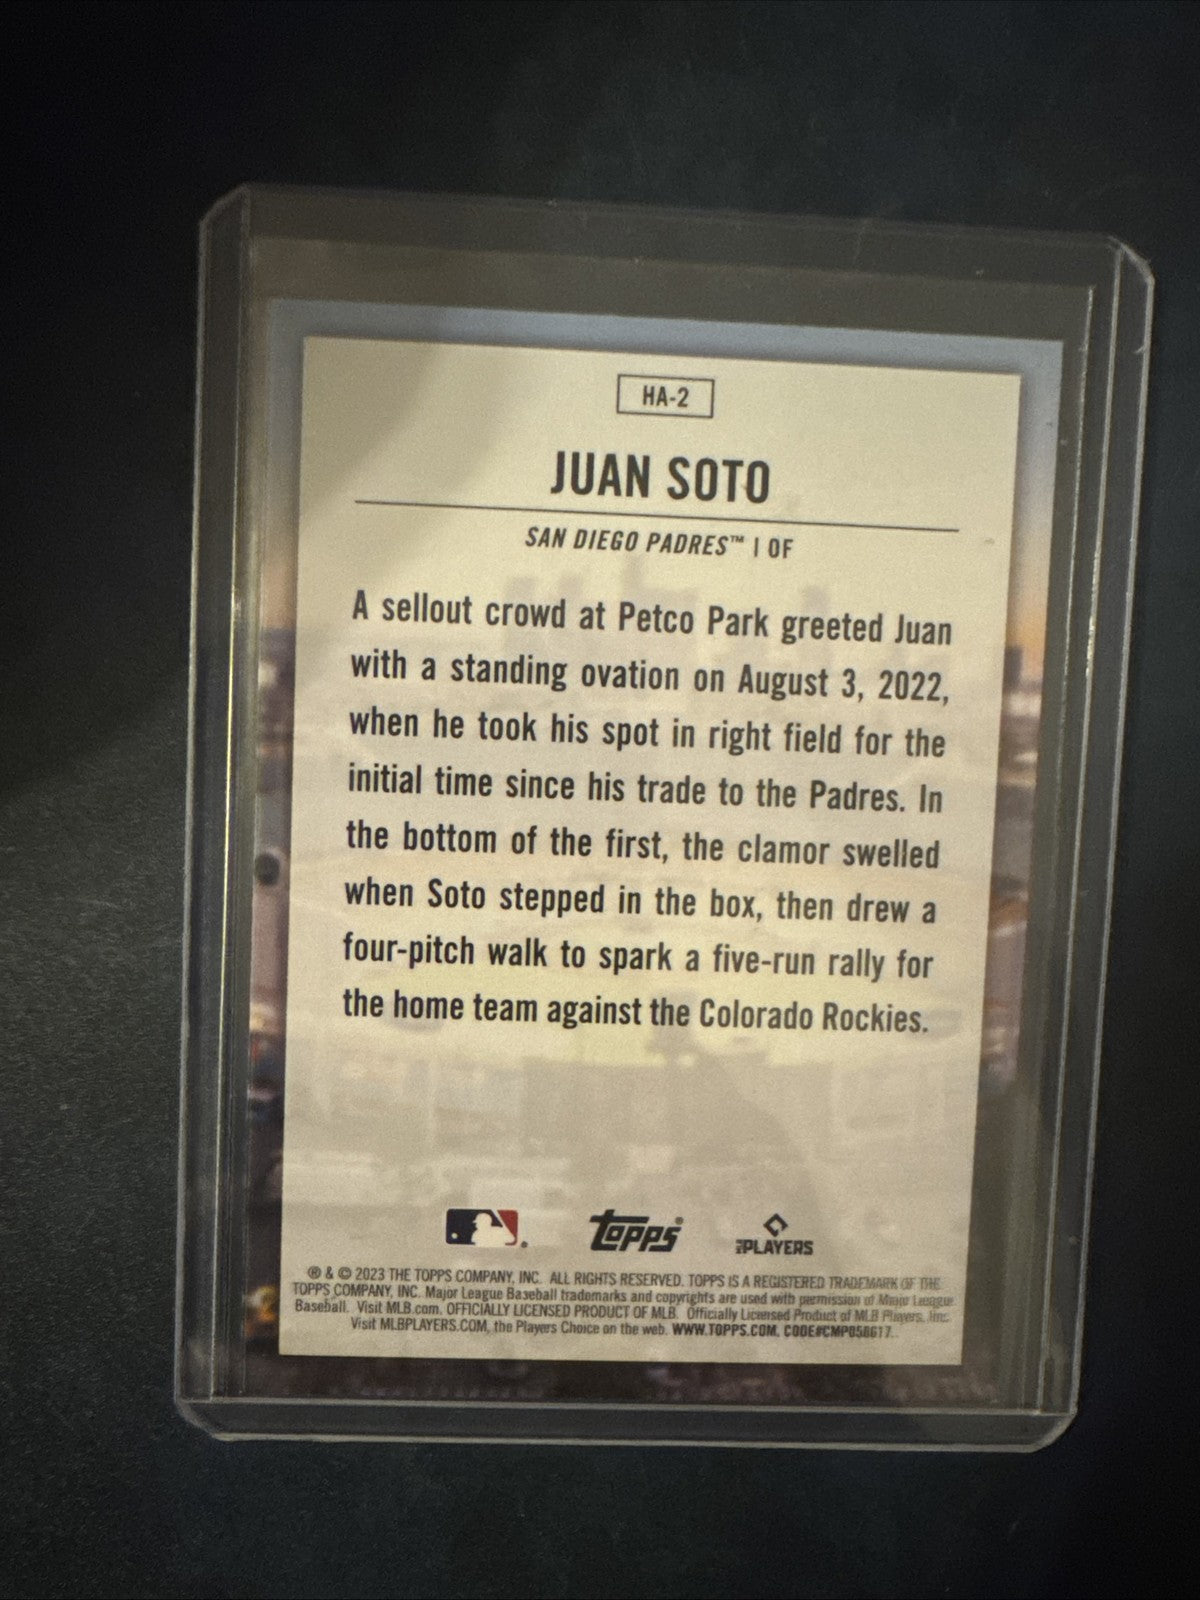 HA-2
JUAN SOTO
SAN DIEGO PADRES™ | OF
A sellout crowd at Petco Park greeted Juan
with a standing ovation on August 3, 2022,
when he took his spot in right field for the
initial time since his trade to the Padres. In
the bottom of the first, the clamor swelled
when Soto stepped in the box, then drew a
four-pitch walk to spark a five-run rally for
the home team against the Colorado Rockies.
topps®
PLAYERS
® & © 2023 THE TOPPS COMPANY, INC. ALL RIGHTS RESERVED. TOPPS IS A REGISTERED TRADEMARK OF THE
TOPPS COMPANY, INC. Major League Baseball trademarks and copyrights are used with permission of Major League
Baseball. Visit MLB.com. OFFICIALLY LICENSED PRODUCT OF MLB. Officially Licensed Product of MLB Players, Inc.
Visit MLBPLAYERS.COM, the Players Choice on the web. WWW.TOPPS.COM. CODE#CMP058617.